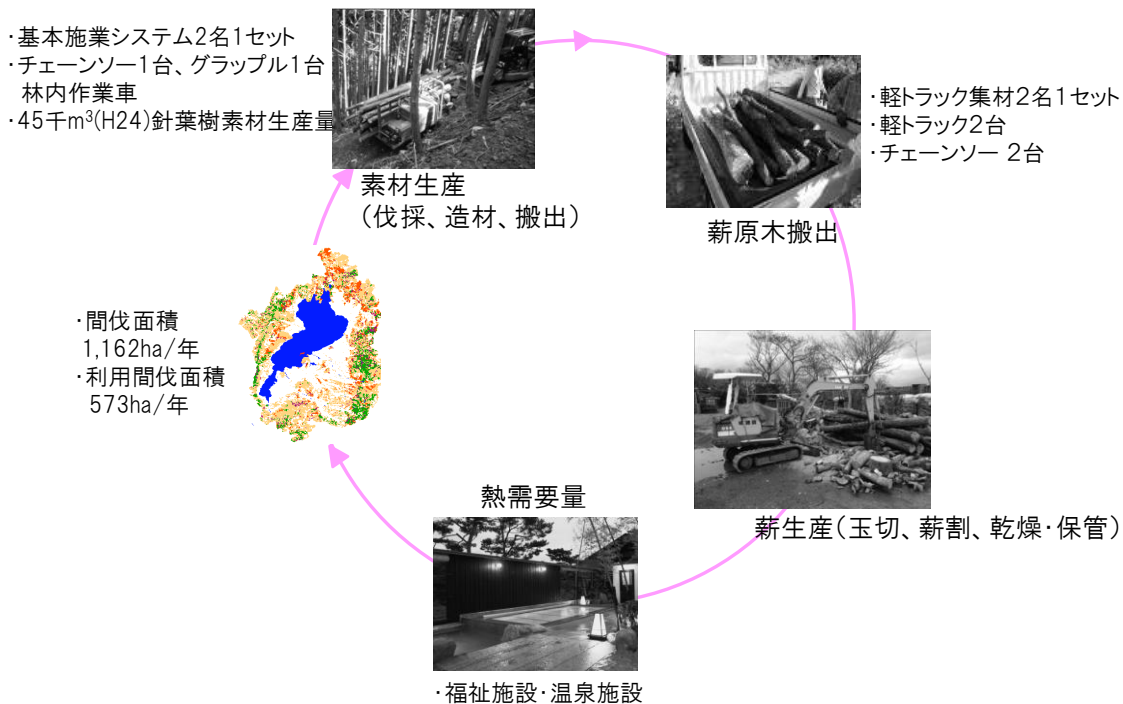 ・基本施業システム2名1セット
・チェーンソー1台、グラップル1台
林内作業車
・45千m³(H24)針葉樹素材生産量
素材生産
(伐採、造材、搬出)
・軽トラック集材2名1セット
・軽トラック2台
・チェーンソー 2台
薪原木搬出
・間伐面積
1,162ha/年
・利用間伐面積
573ha/年
薪生産(玉切、薪割、乾燥・保管)
熱需要量
・福祉施設・温泉施設